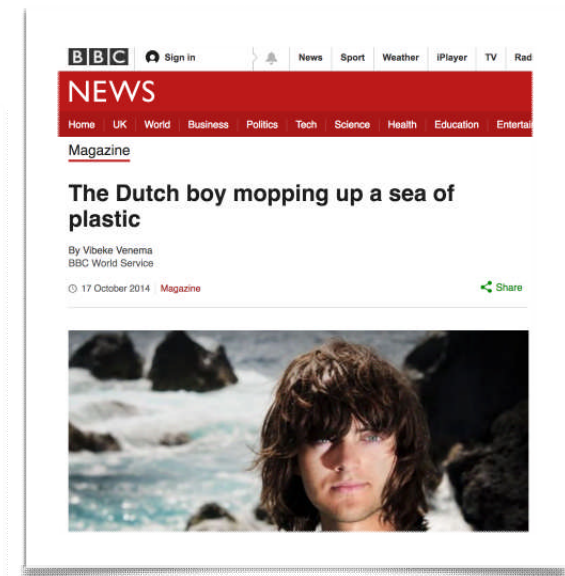 BBC Sign in News Sport Weather iPlayer TV Rad
NEWS
Home UK World Business Politics Tech Science Health Education Entertai
Magazine
The Dutch boy mopping up a sea of
plastic
By Vibeke Venema
BBC World Service
17 October 2014 Magazine Share